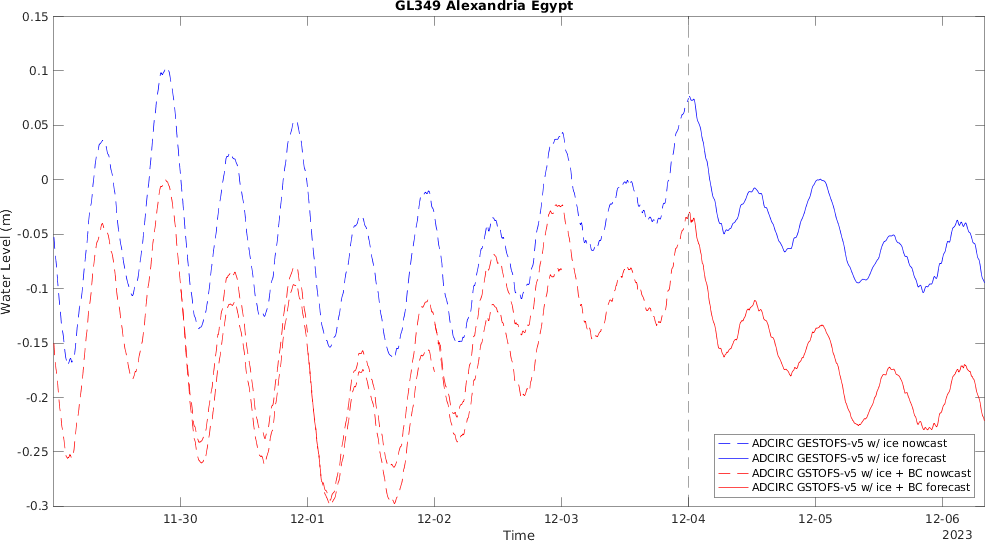 GL349 Alexandria Egypt
0.15
0.1
0.05
0
-0.05
-0.1
-0.15
-0.2
-0.25
-0.3
Water Level (m)
11-30
12-01
12-02
12-03
12-04
12-05
12-06
Time
2023
ADCIRC GESTOFS-v5 w/ ice nowcast
ADCIRC GESTOFS-v5 w/ ice forecast
ADCIRC GSTOFS-v5 w/ ice + BC nowcast
ADCIRC GSTOFS-v5 w/ ice + BC forecast